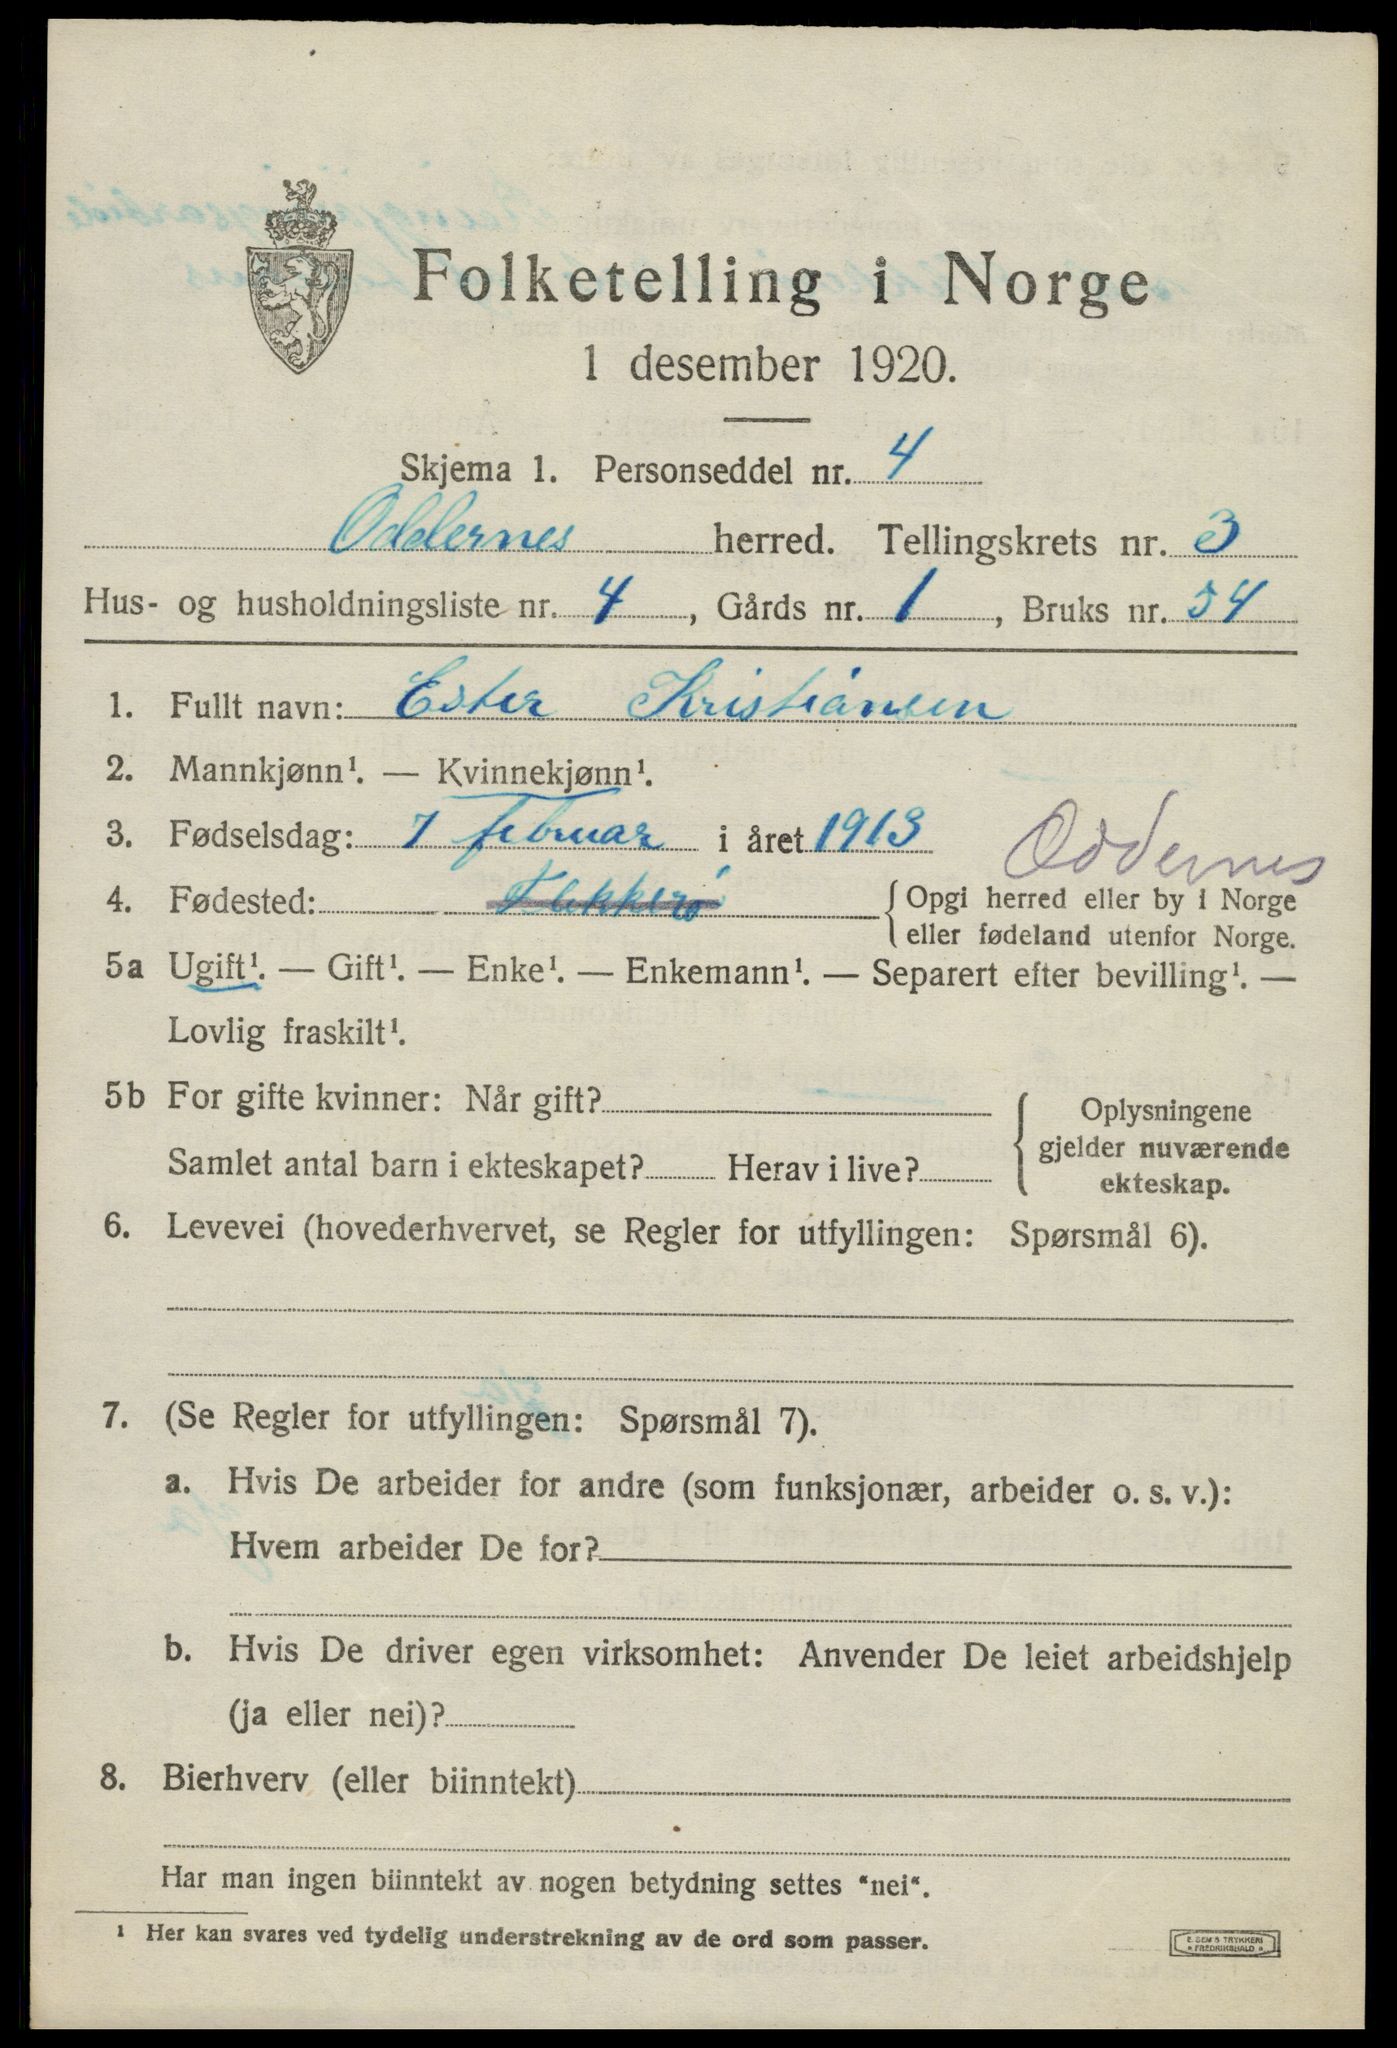 Folketelling i Norge
1 desember 1920.
Skjema 1. Personseddel nr. 4
Oddernes herred. Tellingskrets nr. 3
Hus- og husholdningsliste nr. 4, Gårds nr. 1, Bruks nr. 54
1. Fullt navn: Ester Kristiansen
2. Mannkjønn¹. — Kvinnekjønn¹.
3. Fødselsdag: 7 februar i året 1913
Oddernes
4. Fødested: Flekkerø {Opgi herred eller by i Norge
eller fødeland utenfor Norge.
5a Ugift¹. — Gift¹. — Enke¹. — Enkemann¹. — Separert efter bevilling¹. —
Lovlig fraskilt¹.
5b For gifte kvinner: Når gift?
Samlet antal barn i ekteskapet? Herav i live?
Oplysningene
gjelder nuværende
ekteskap.
6. Levevei (hovederhvervet, se Regler for utfyllingen: Spørsmål 6).
7. (Se Regler for utfyllingen: Spørsmål 7).
a. Hvis De arbeider for andre (som funksjonær, arbeider o. s. v.):
Hvem arbeider De for?
b. Hvis De driver egen virksomhet: Anvender De leiet arbeidshjelp
(ja eller nei)?
8. Bierhverv (eller biinntekt)
Har man ingen biinntekt av nogen betydning settes "nei".
¹ Her kan svares ved tydelig understrekning av de ord som passer.
E. SEM'S TRYKKERI
FREDRIKSHALD